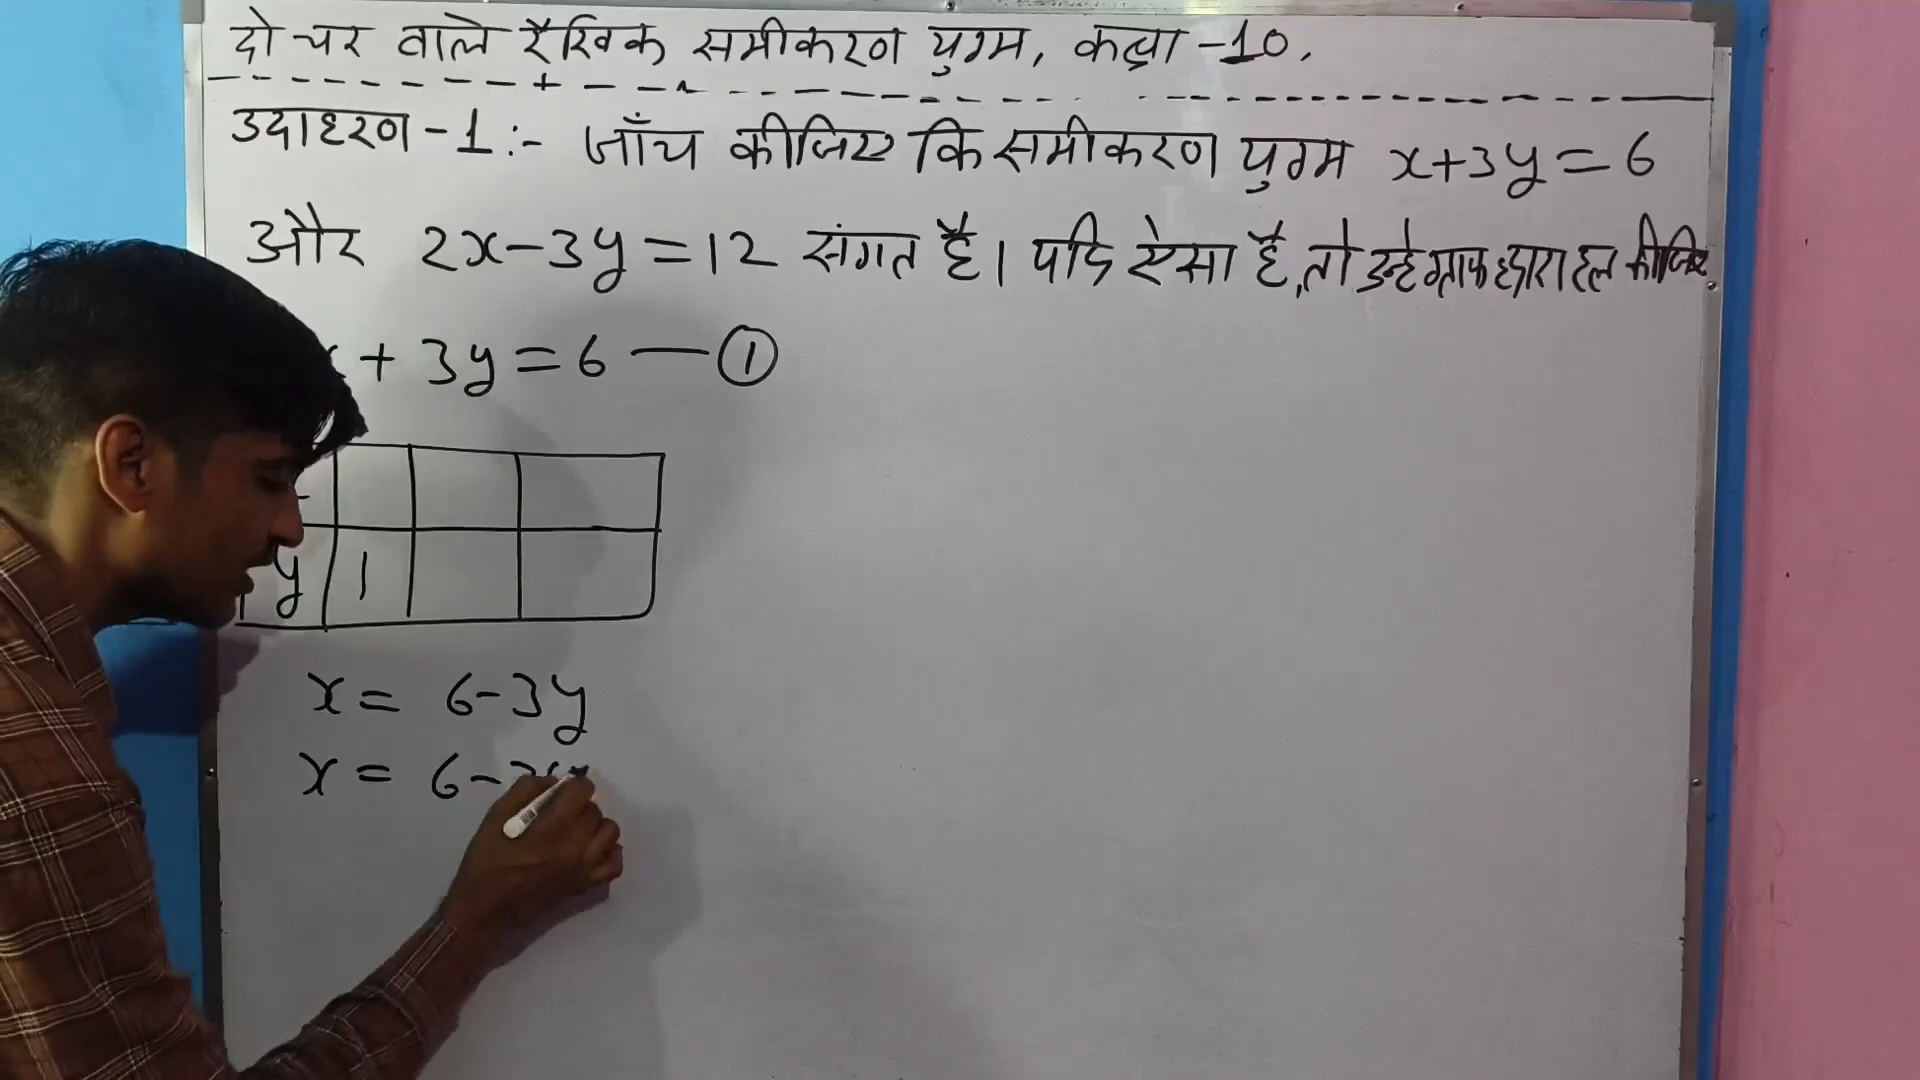 दो चर वाले रैखिक समीकरण युग्म, कक्षा -10.
उदाहरण -1 :- जाँच कीजिए कि समीकरण युग्म x+3y=6
और 2x-3y=12 संगत है। यदि ऐसा है, तो उन्हे ग्राफ द्वारा हल कीजिए
+ 3y = 6 — ①
y 1
x = 6-3y
x = 6-